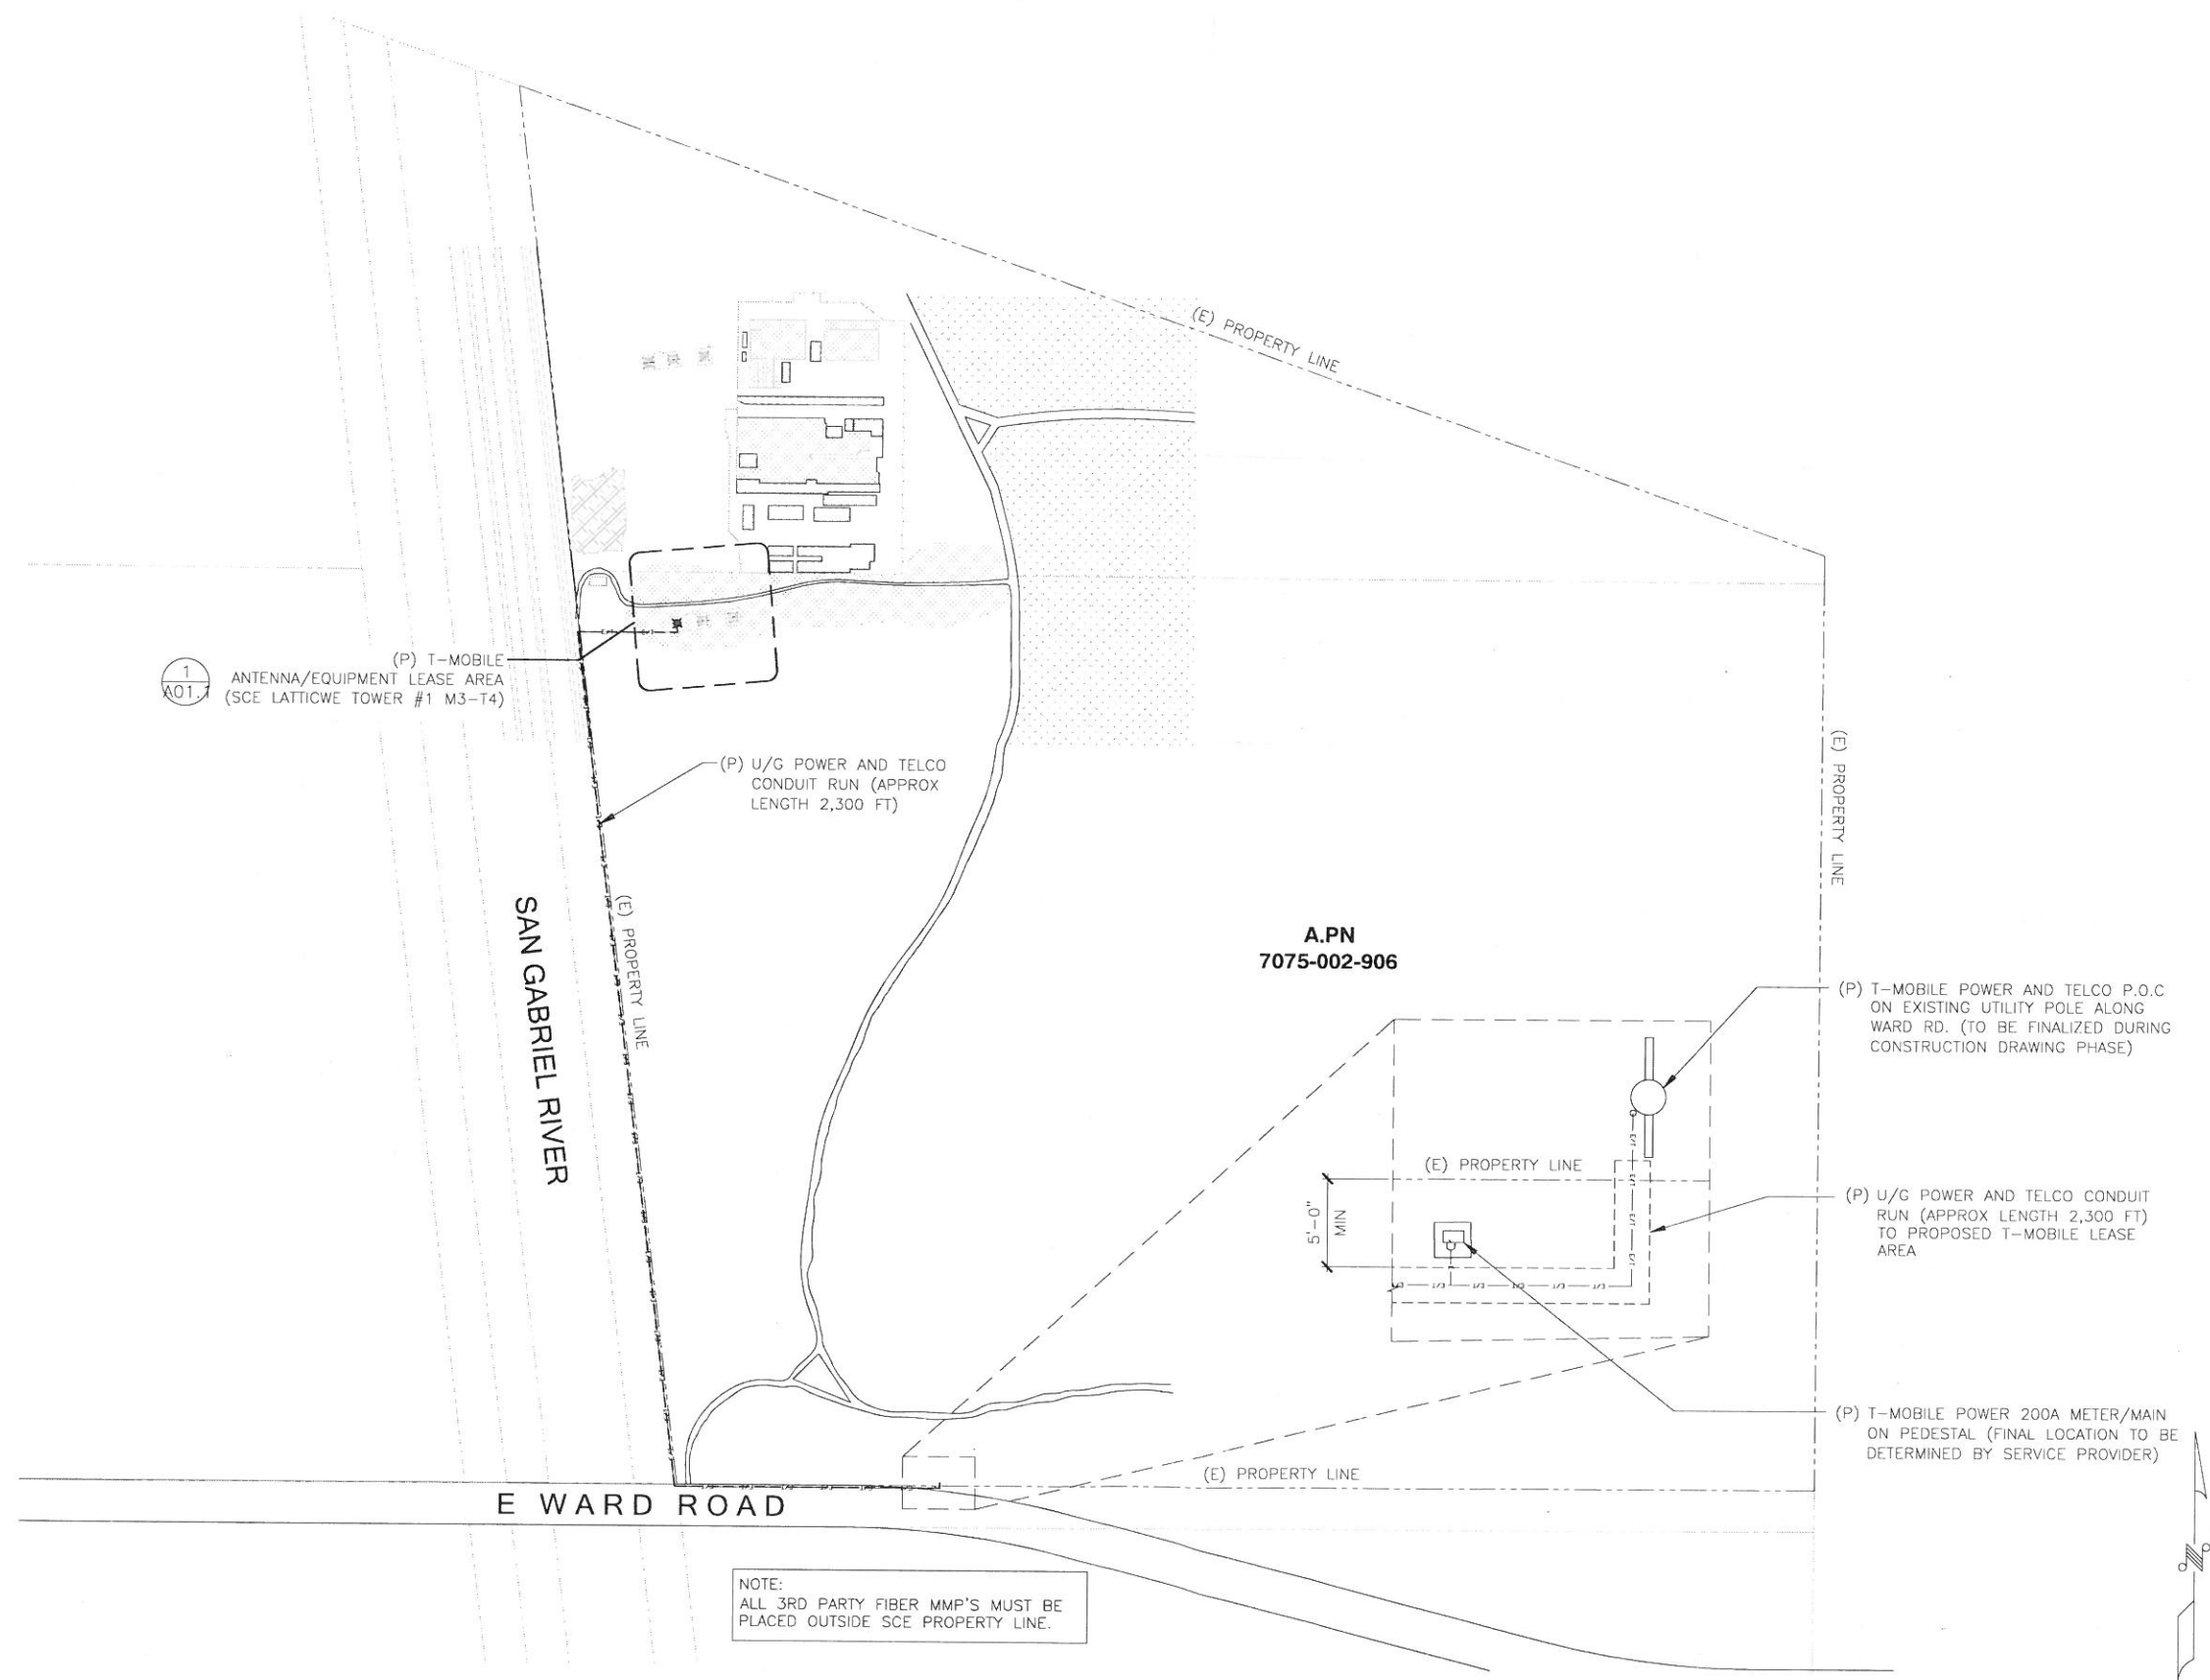 (E) PROPERTY LINE
1
A01.1
(P) T-MOBILE
ANTENNA/EQUIPMENT LEASE AREA
(SCE LATTICWE TOWER #1 M3-T4)
(P) U/G POWER AND TELCO
CONDUIT RUN (APPROX
LENGTH 2,300 FT)
(E) PROPERTY LINE
SAN GABRIEL RIVER
(E) PROPERTY LINE
A.PN
7075-002-906
(P) T-MOBILE POWER AND TELCO P.O.C
ON EXISTING UTILITY POLE ALONG
WARD RD. (TO BE FINALIZED DURING
CONSTRUCTION DRAWING PHASE)
(E) PROPERTY LINE
5'-0"
MIN
(P) U/G POWER AND TELCO CONDUIT
RUN (APPROX LENGTH 2,300 FT)
TO PROPOSED T-MOBILE LEASE
AREA
(P) T-MOBILE POWER 200A METER/MAIN
ON PEDESTAL (FINAL LOCATION TO BE
DETERMINED BY SERVICE PROVIDER)
(E) PROPERTY LINE
E WARD ROAD
NOTE:
ALL 3RD PARTY FIBER MMP'S MUST BE
PLACED OUTSIDE SCE PROPERTY LINE.